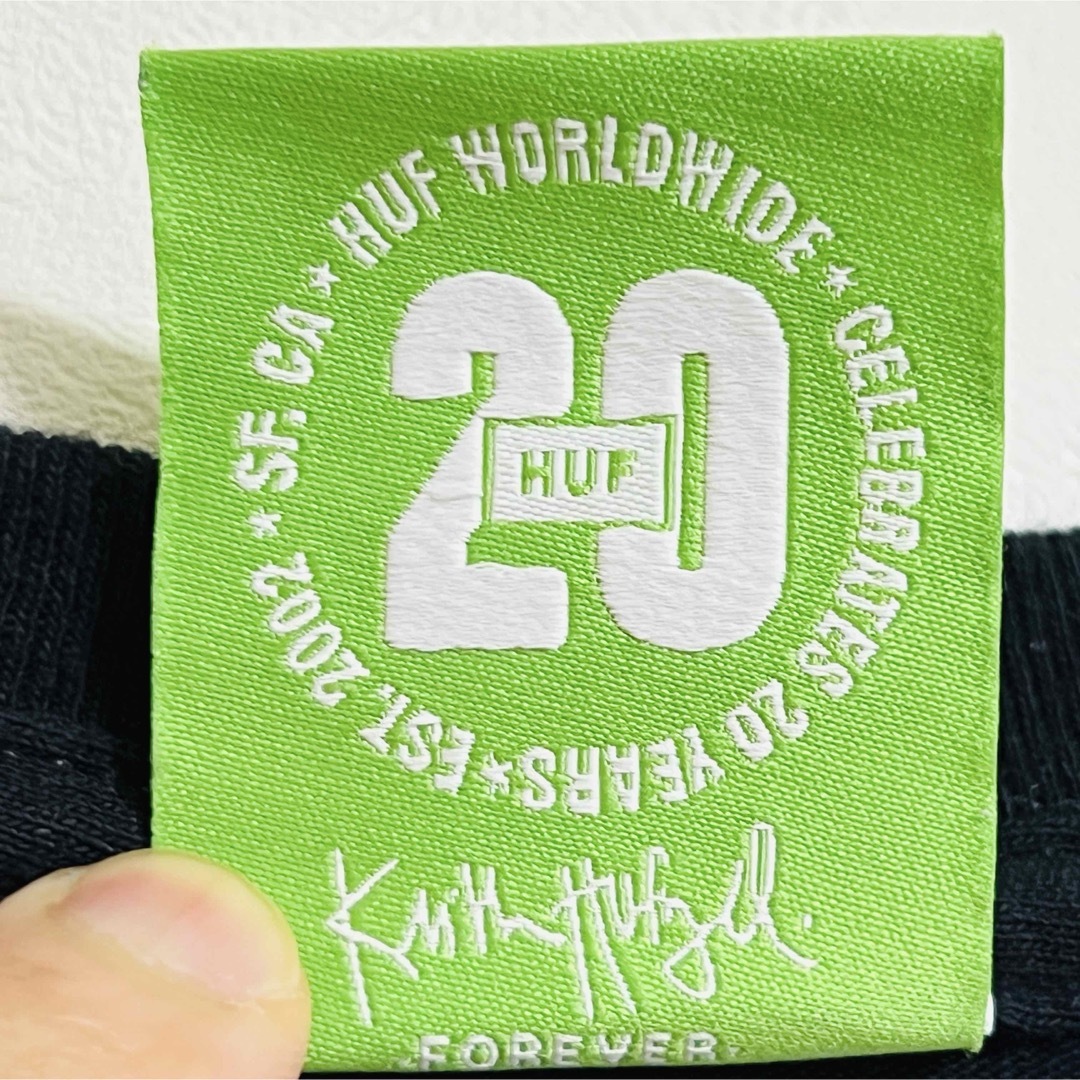 HUF WORLDWIDE ★ CELEBRATES 20 YEARS ★ EST. 2002 ★ SF. CA ★
20
HUF
Keith Hufnagel.
FOREVER